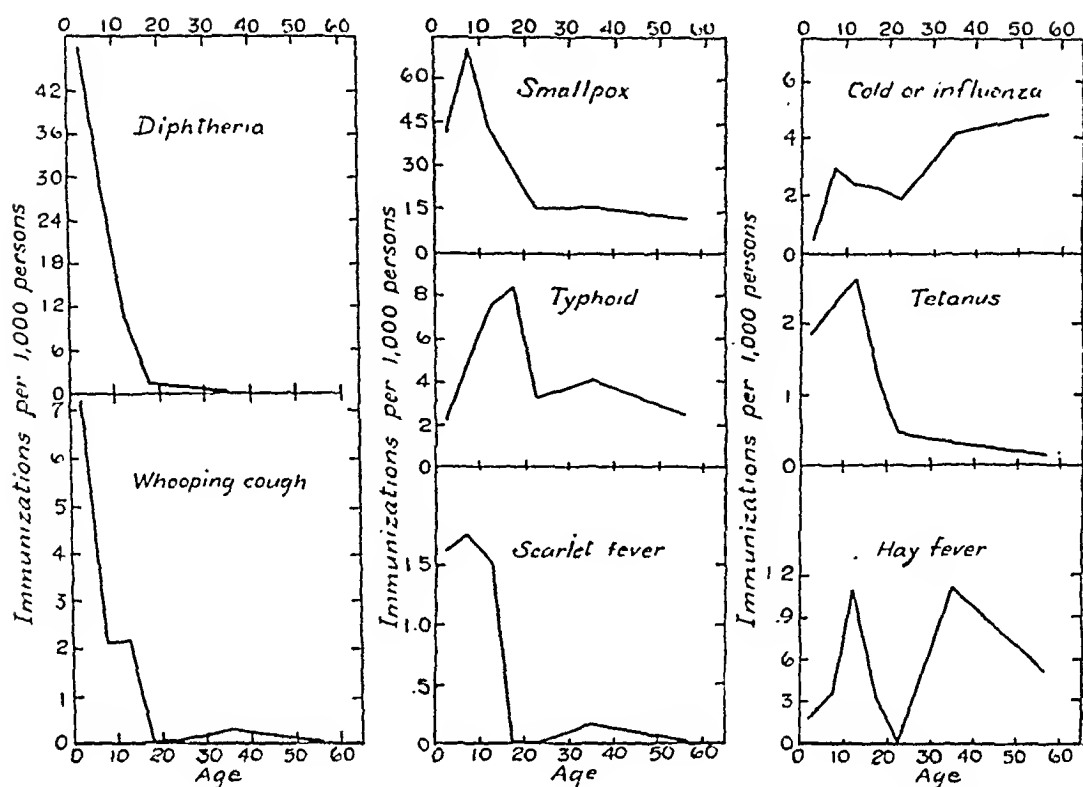 0 10 20 30 40 50 60
42
36
30
24
18
12
6
0
Diphtheria
Immunizations per 1,000 persons
7
6
5
4
3
2
1
0
Whooping cough
0 10 20 30 40 50 60
Age
0 10 20 30 40 50 60
60
45
30
15
0
Smallpox
8
6
4
2
0
Typhoid
Immunizations per 1,000 persons
1.5
1.0
.5
0
Scarlet fever
0 10 20 30 40 50 60
Age
0 10 20 30 40 50 60
6
4
2
0
Cold or influenza
2
1
0
Tetanus
Immunizations per 1,000 persons
1 2
.9
.6
.3
0
Hay fever
0 10 20 30 40 50 60
Age